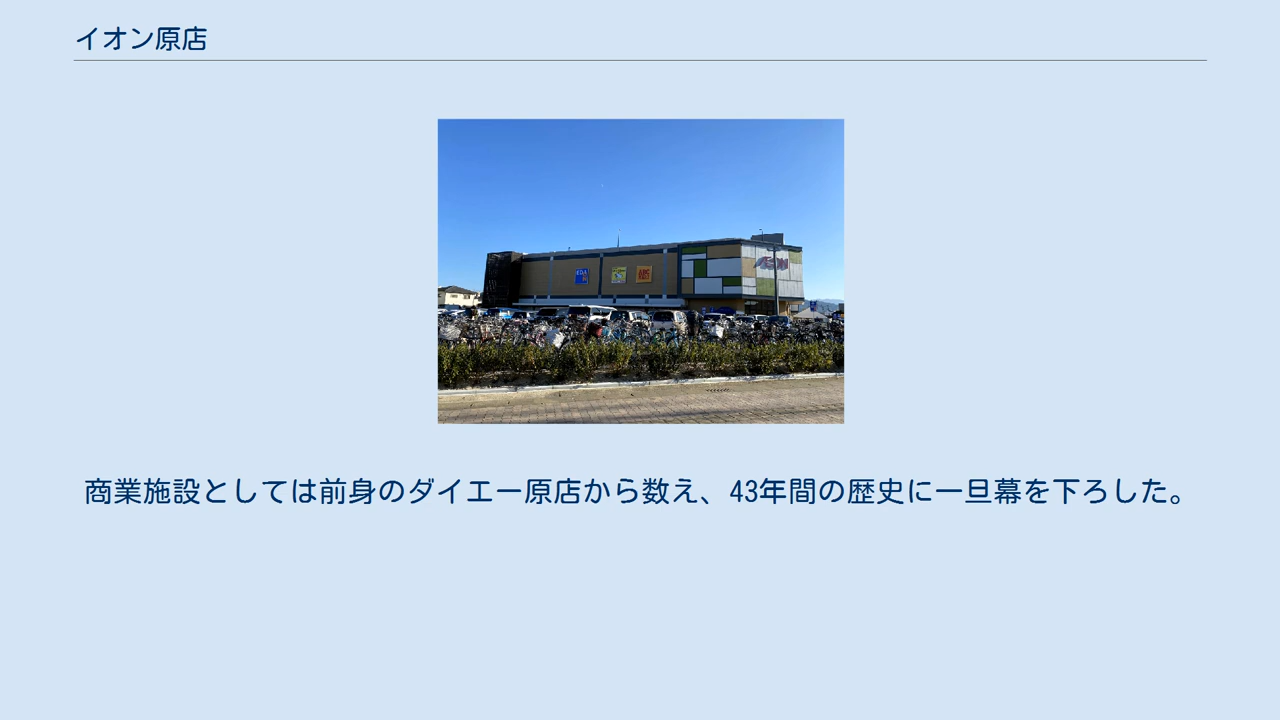 イオン原店
商業施設としては前身のダイエー原店から数え、43年間の歴史に一旦幕を下ろした。